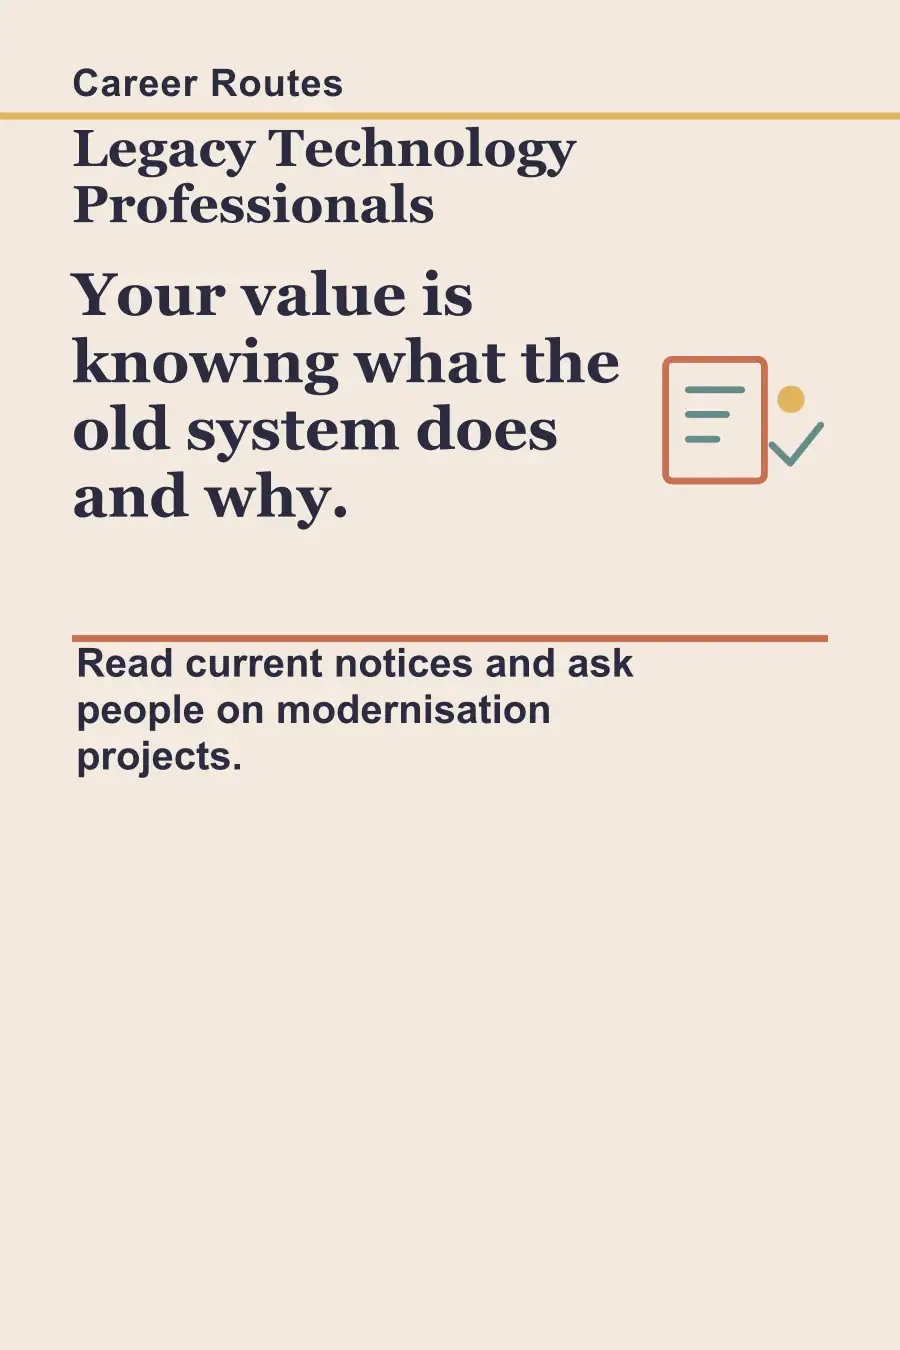 Career Routes
Legacy Technology
Professionals
Your value is
knowing what the
old system does
and why.
Read current notices and ask
people on modernisation
projects.